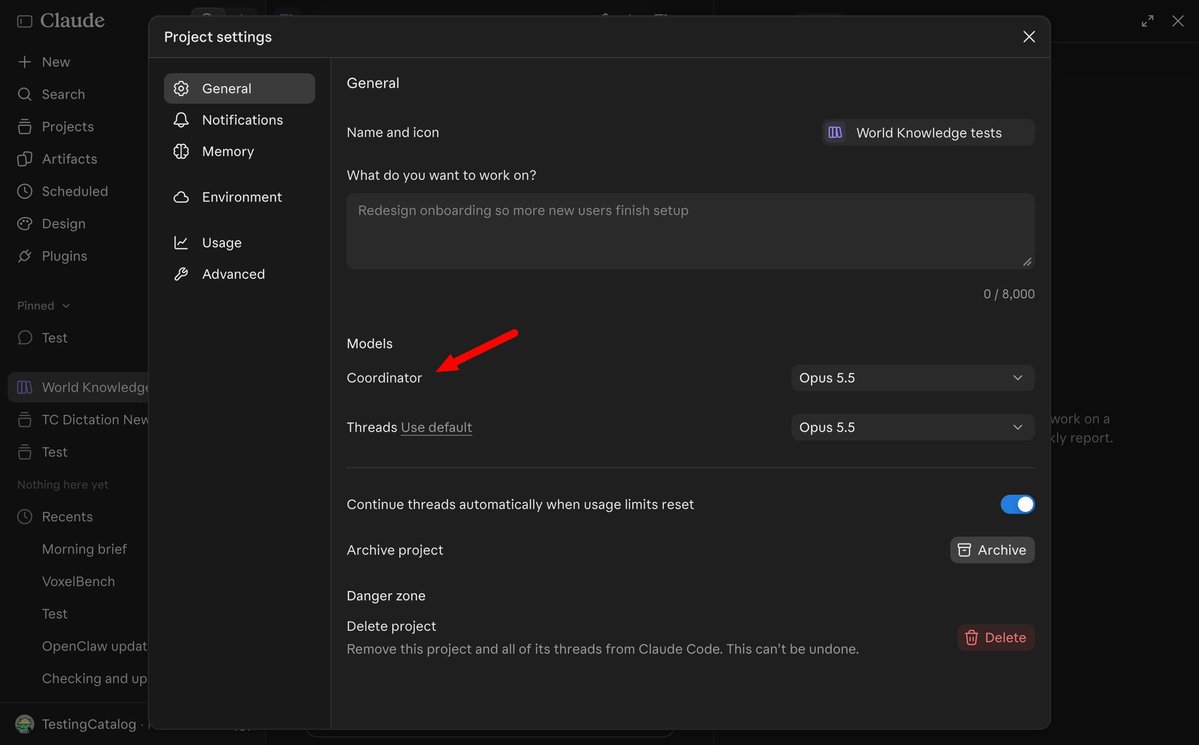 Claude
New
Search
Projects
Artifacts
Scheduled
Design
Plugins
Pinned
Test
World Knowledge
TC Dictation New
Test
Nothing here yet
Recents
Morning brief
VoxelBench
Test
OpenClaw updat
Checking and up
TestingCatalog ·
Project settings
General
Notifications
Memory
Environment
Usage
Advanced
General
Name and icon
World Knowledge tests
What do you want to work on?
Redesign onboarding so more new users finish setup
0 / 8,000
Models
Coordinator
Opus 5.5
Threads Use default
Opus 5.5
Continue threads automatically when usage limits reset
Archive project
Archive
Danger zone
Delete project
Delete
Remove this project and all of its threads from Claude Code. This can’t be undone.
work on a
kly report.